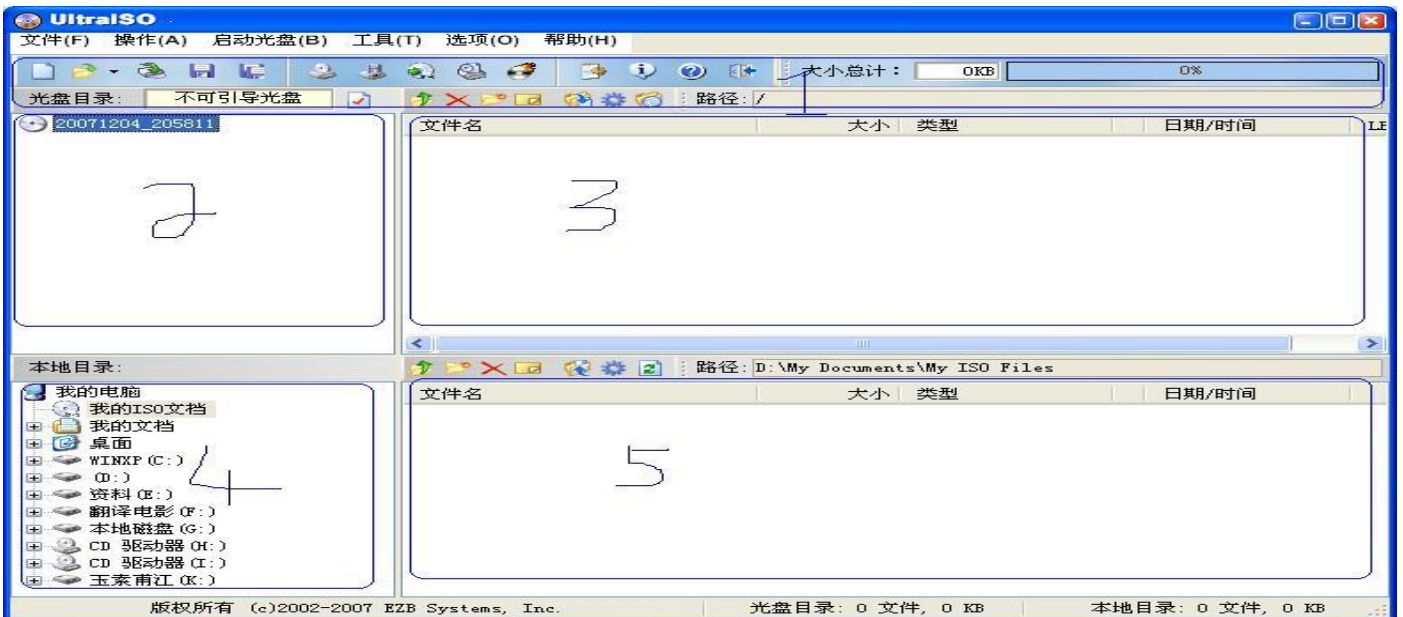 UltraISO
文件(F) 操作(A) 启动光盘(B) 工具(T) 选项(O) 帮助(H)
大小总计： 0KB 0%
1
光盘目录: 不可引导光盘 路径: /
20071204_205811
文件名 大小 类型 日期/时间 LB
2
3
本地目录: 路径: D:\My Documents\My ISO Files
我的电脑
文件名 大小 类型 日期/时间
我的ISO文档
我的文档
桌面
WINXP(C:)
(D:)
资料(E:)
翻译电影(F:)
本地磁盘(G:)
CD 驱动器(H:)
CD 驱动器(I:)
玉素甫江(K:)
4
5
版权所有 (c)2002-2007 EZB Systems, Inc. 光盘目录: 0 文件, 0 KB 本地目录: 0 文件, 0 KB